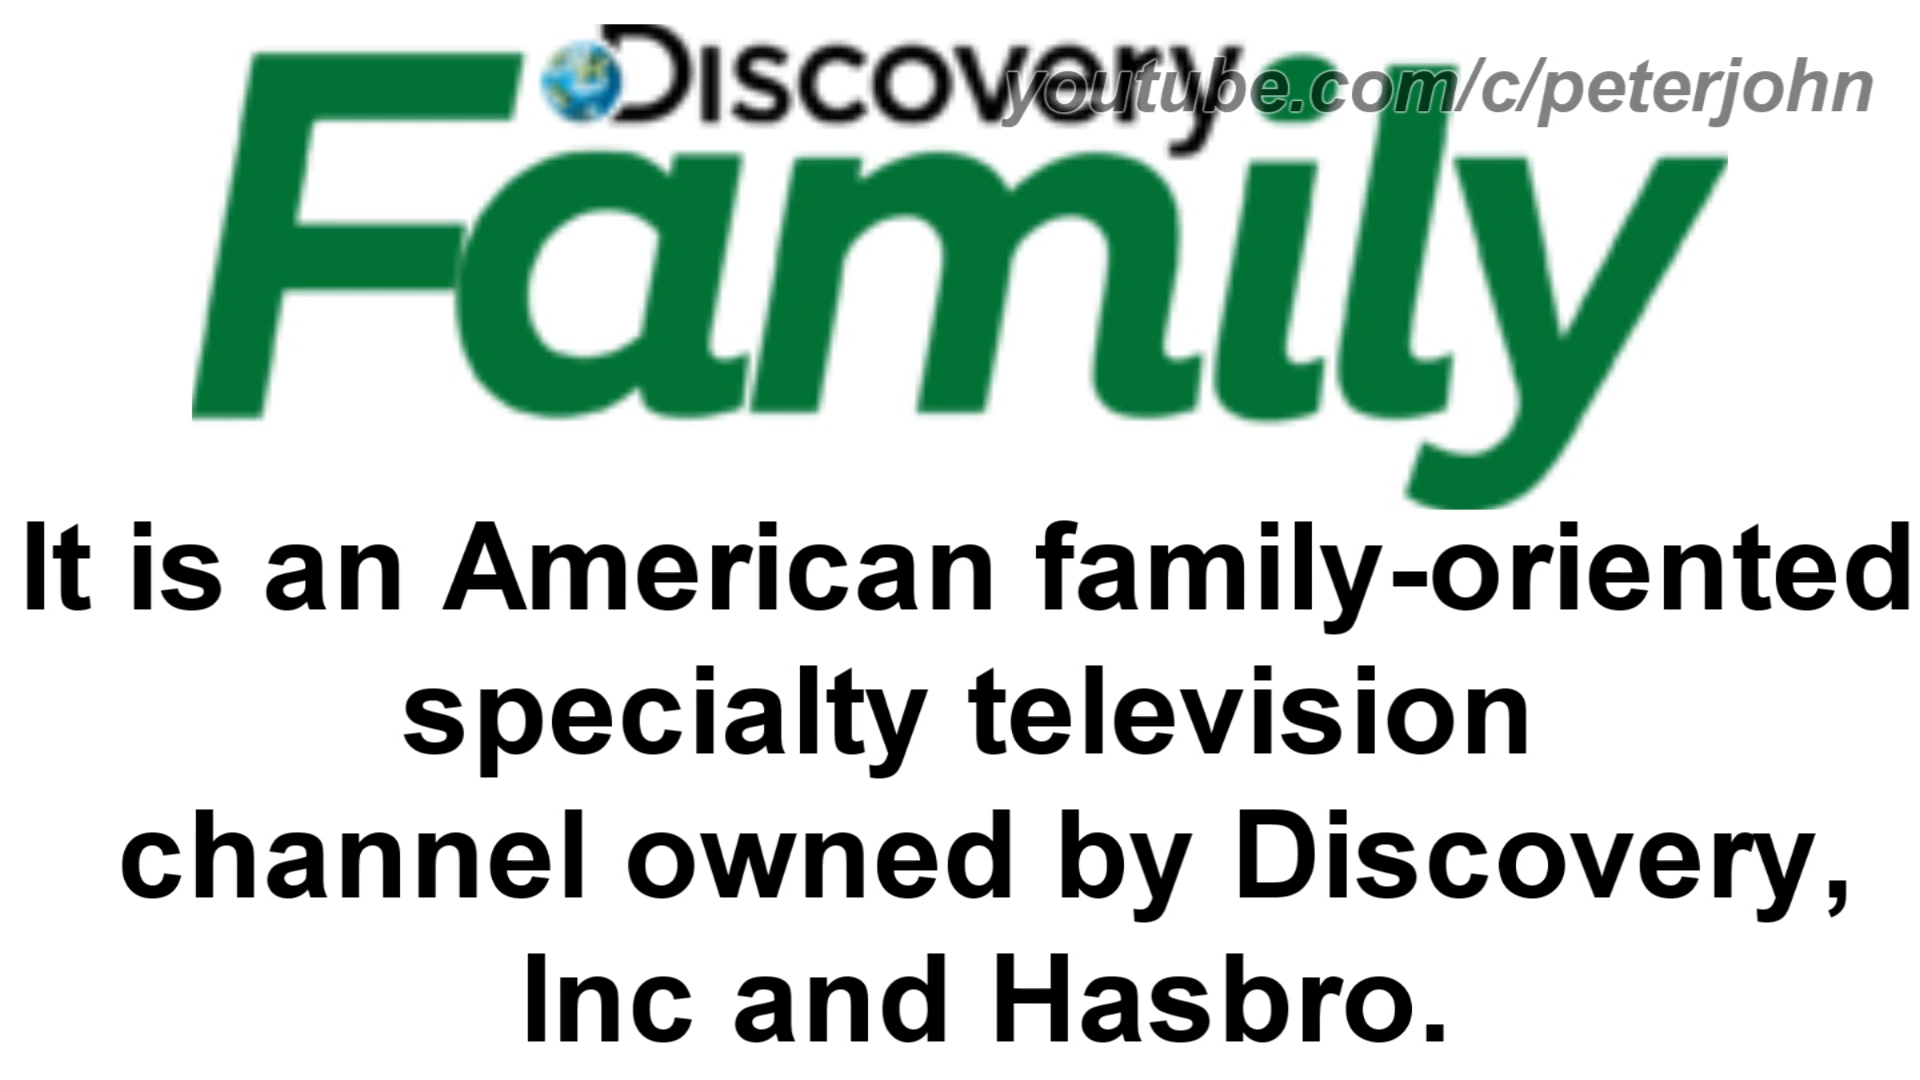 Discovery
youtube.com/c/peterjohn
Family
It is an American family-oriented
specialty television
channel owned by Discovery,
Inc and Hasbro.